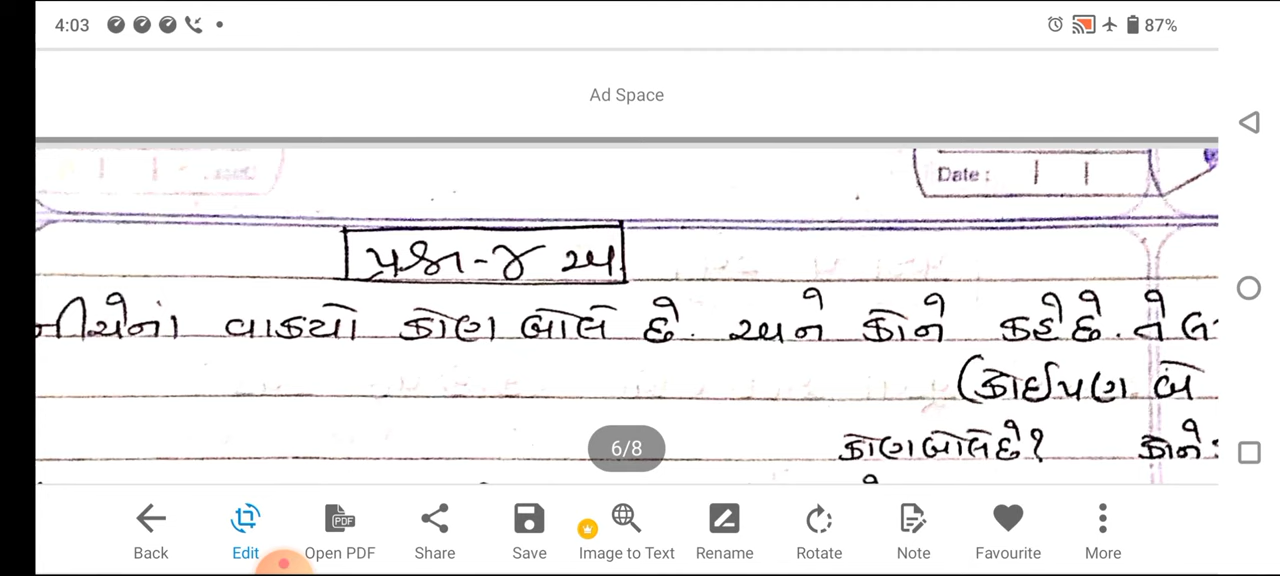 4:03 87%
Ad Space
Date :
પ્રશ્ન-૪ અ
નીચેનાં વાકયો કોણ બોલે છે. અને કોને કહે છે. તે લ
(કોઈપણ બે
કોણ બોલે છે? કોને
6/8
Back Edit Open PDF Share Save Image to Text Rename Rotate Note Favourite More